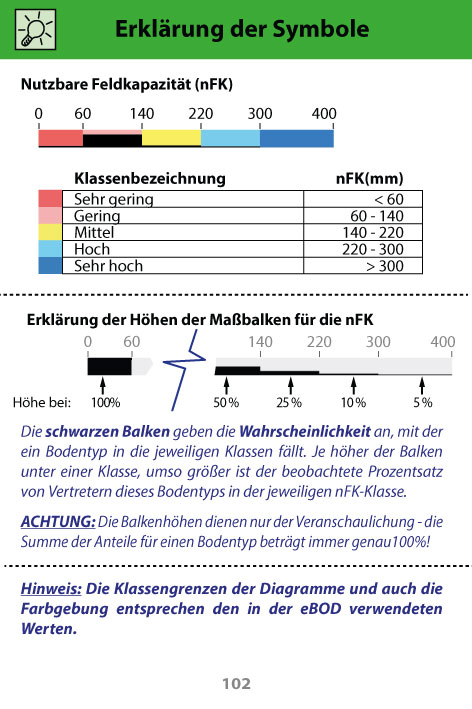 Erklärung der Symbole
Nutzbare Feldkapazität (nFK)
0 60 140 220 300 400
Klassenbezeichnung nFK(mm)
Sehr gering < 60
Gering 60 - 140
Mittel 140 - 220
Hoch 220 - 300
Sehr hoch > 300
Erklärung der Höhen der Maßbalken für die nFK
0 60 140 220 300 400
Höhe bei: 100% 50 % 25 % 10 % 5 %
Die schwarzen Balken geben die Wahrscheinlichkeit an, mit der
ein Bodentyp in die jeweiligen Klassen fällt. Je höher der Balken
unter einer Klasse, umso größer ist der beobachtete Prozentsatz
von Vertretern dieses Bodentyps in der jeweiligen nFK-Klasse.
ACHTUNG: Die Balkenhöhen dienen nur der Veranschaulichung - die
Summe der Anteile für einen Bodentyp beträgt immer genau100%!
Hinweis: Die Klassengrenzen der Diagramme und auch die
Farbgebung entsprechen den in der eBOD verwendeten
Werten.
102